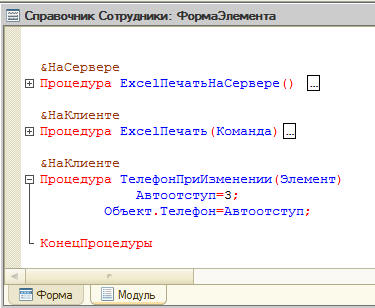 Справочник Сотрудники: ФормаЭлемента
&НаСервере
Процедура ExcelПечатьНаСервере() ...
&НаКлиенте
Процедура ExcelПечать(Команда) ...
&НаКлиенте
Процедура ТелефонПриИзменении(Элемент)
Автоотступ=3;
Объект.Телефон=Автоотступ;
КонецПроцедуры
Форма Модуль